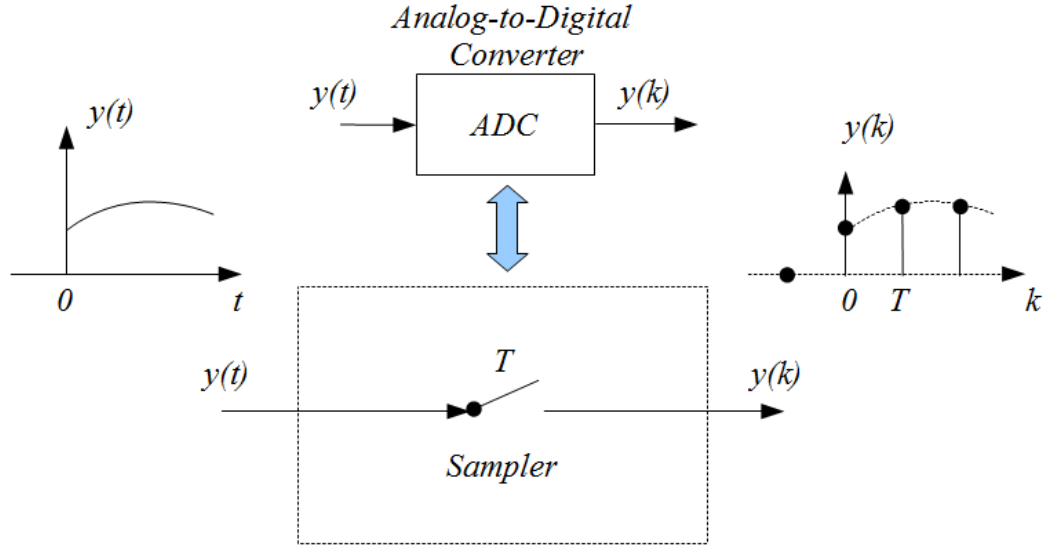 Analog-to-Digital
Converter
y(t)
0
t
y(t)
ADC
y(k)
y(k)
0
T
k
y(t)
T
y(k)
Sampler